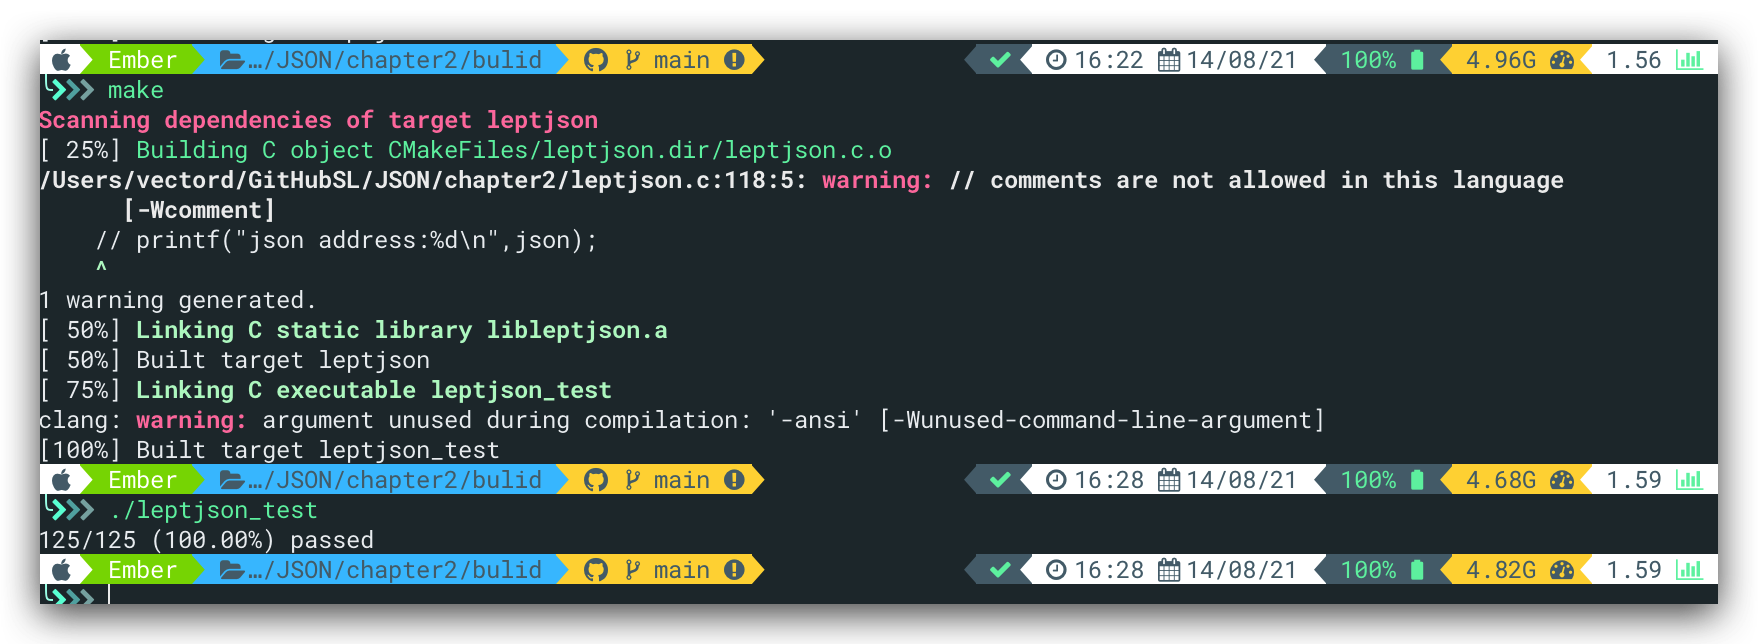 Ember …/JSON/chapter2/bulid main 16:22 14/08/21 100% 4.96G 1.56
make
Scanning dependencies of target leptjson
[ 25%] Building C object CMakeFiles/leptjson.dir/leptjson.c.o
/Users/vectord/GitHubSL/JSON/chapter2/leptjson.c:118:5: warning: // comments are not allowed in this language
[-Wcomment]
// printf("json address:%d\n",json);
^
1 warning generated.
[ 50%] Linking C static library libleptjson.a
[ 50%] Built target leptjson
[ 75%] Linking C executable leptjson_test
clang: warning: argument unused during compilation: '-ansi' [-Wunused-command-line-argument]
[100%] Built target leptjson_test
Ember …/JSON/chapter2/bulid main 16:28 14/08/21 100% 4.68G 1.59
./leptjson_test
125/125 (100.00%) passed
Ember …/JSON/chapter2/bulid main 16:28 14/08/21 100% 4.82G 1.59